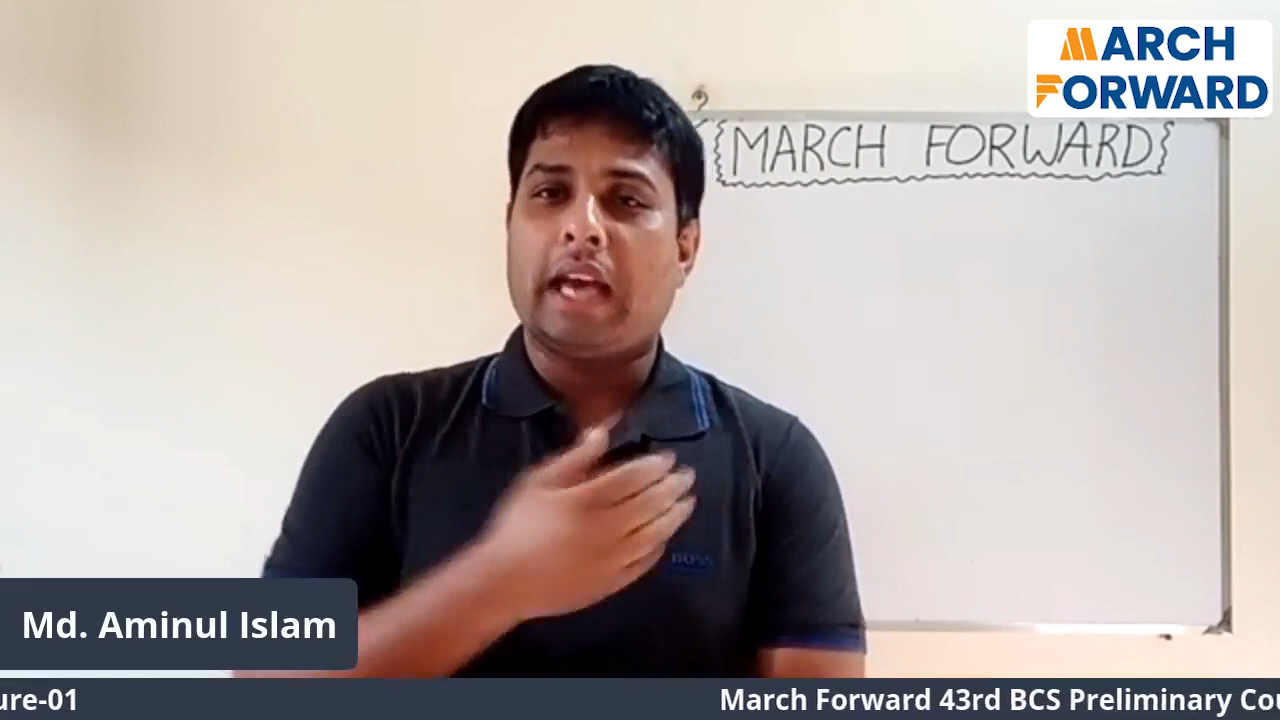 MARCH
FORWARD
MARCH FORWARD
BOSS
Md. Aminul Islam
ure-01
March Forward 43rd BCS Preliminary Cou